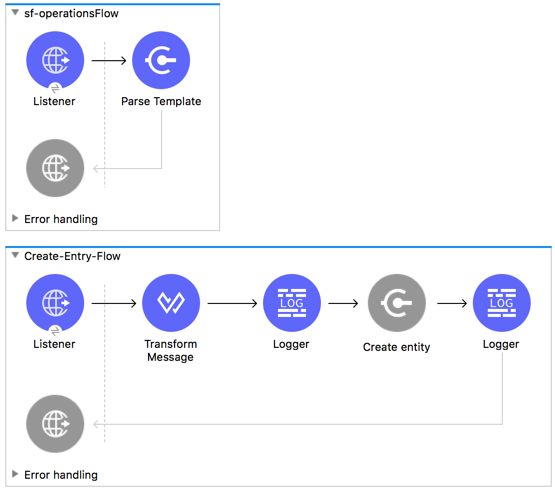 sf-operationsFlow
Listener
Parse Template
Error handling
Create-Entry-Flow
LOG
LOG
Listener
Transform
Message
Logger
Create entity
Logger
Error handling